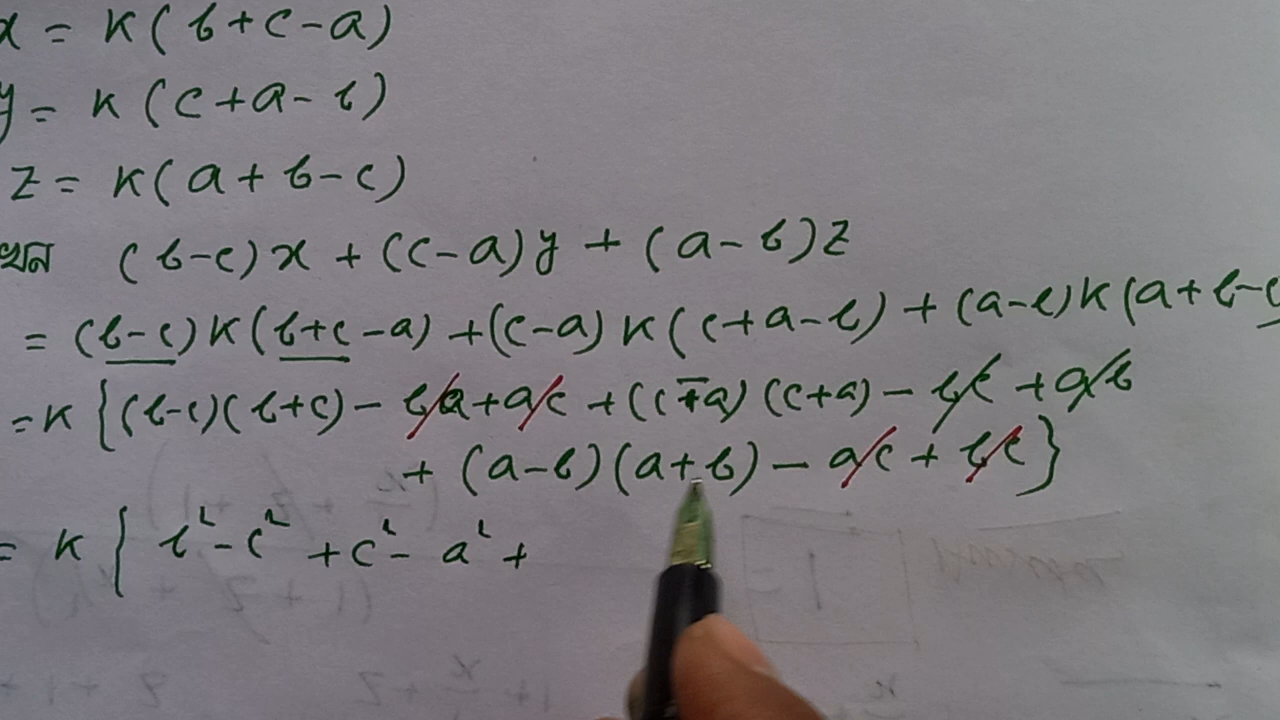 x = K(b+c-a)
y = K(c+a-b)
z = K(a+b-c)
এখন (b-c)x + (c-a)y + (a-b)z
= (b-c)K(b+c-a) + (c-a)K(c+a-b) + (a-b)K(a+b-c
= K{(b-c)(b+c) - ba + ac + (c-a)(c+a) - bc + ab
+ (a-b)(a+b) - ac + bc}
= K{b² - c² + c² - a² +